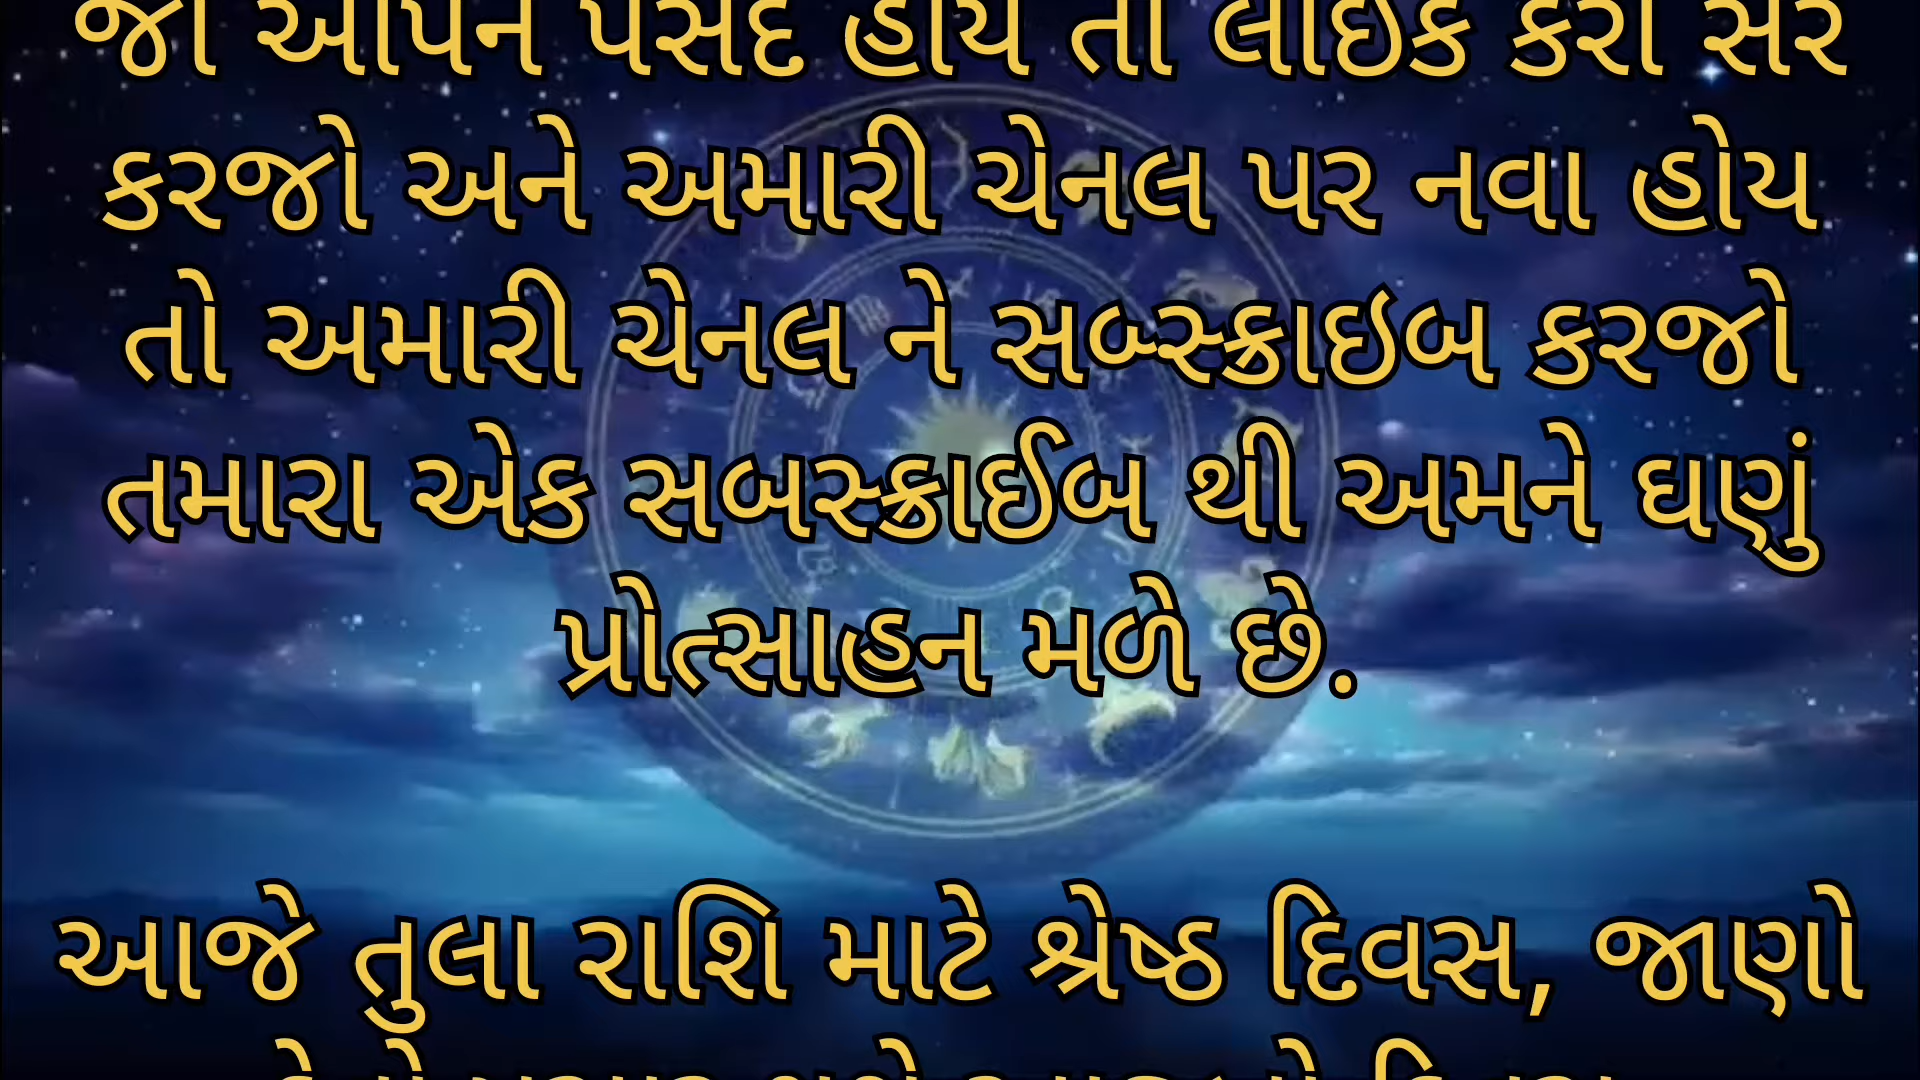 જો આપને પસંદ હોય તો લાઇક કરી સેર
કરજો અને અમારી ચેનલ પર નવા હોય
તો અમારી ચેનલ ને સબ્સ્ક્રાઇબ કરજો
તમારા એક સબસ્ક્રાઈબ થી અમને ઘણું
પ્રોત્સાહન મળે છે.
આજે તુલા રાશિ માટે શ્રેષ્ઠ દિવસ, જાણો